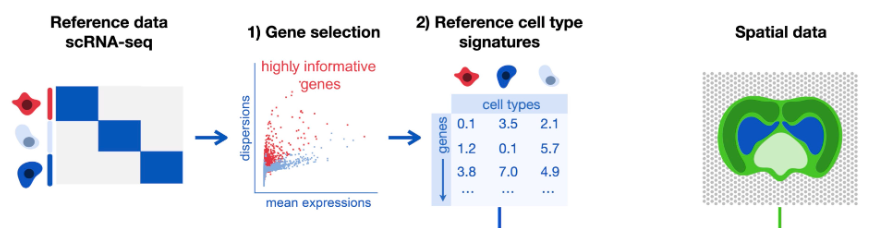 Reference data
scRNA-seq
1) Gene selection
highly informative
genes
dispersions
mean expressions
2) Reference cell type
signatures
cell types
genes
0.1 3.5 2.1
1.2 0.1 5.7
3.8 7.0 4.9
... ... ...
Spatial data